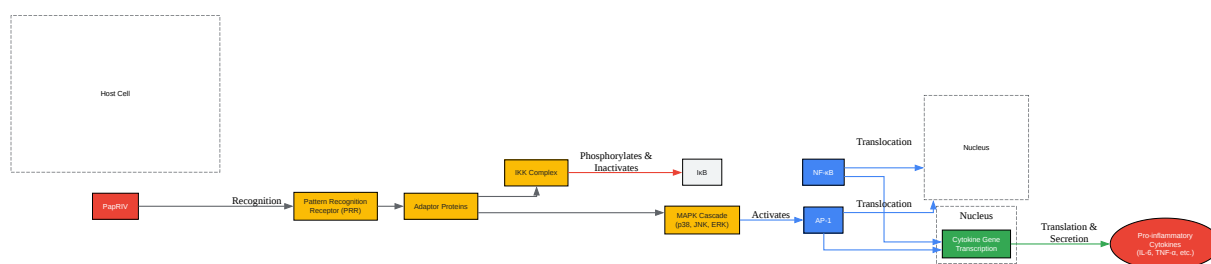 Host Cell
PapRIV
Recognition
Pattern Recognition
Receptor (PRR)
Adaptor Proteins
IKK Complex
Phosphorylates &
Inactivates
IκB
MAPK Cascade
(p38, JNK, ERK)
Activates
NF-κB
AP-1
Translocation
Translocation
Nucleus
Nucleus
Cytokine Gene
Transcription
Translation &
Secretion
Pro-inflammatory
Cytokines
(IL-6, TNF-α, etc.)